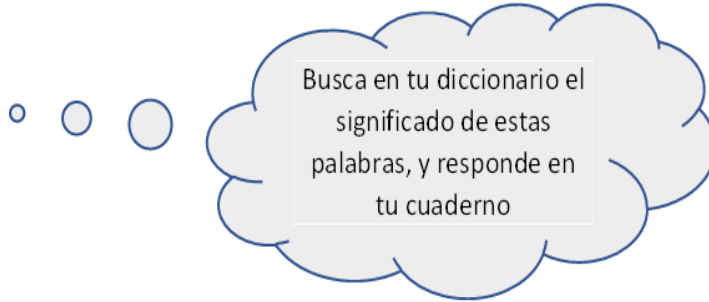 Busca en tu diccionario el
significado de estas
palabras, y responde en
tu cuaderno